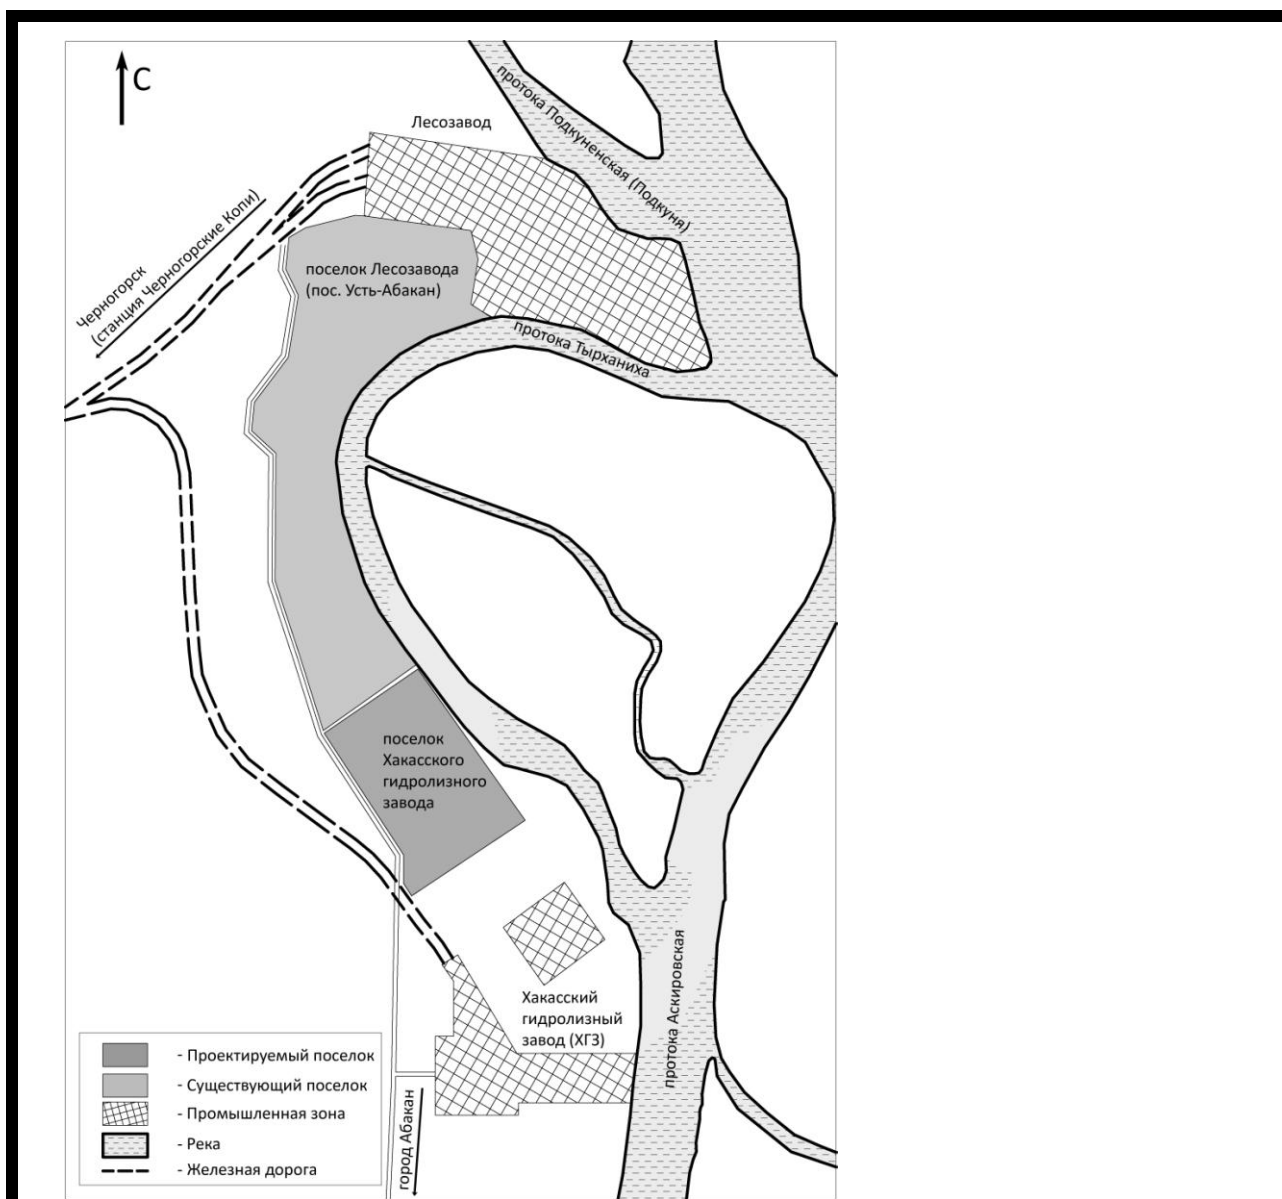 С
Лесозавод
протока Подкуненская (Подкуня)
Черногорск
(станция Черногорские Копи)
поселок Лесозавода
(пос. Усть-Абакан)
протока Тырханиха
поселок
Хакасского
гидролизного
завода
Хакасский
гидролизный
завод (ХГЗ)
протока Аскировская
город Абакан
- Проектируемый поселок
- Существующий поселок
- Промышленная зона
- Река
- Железная дорога